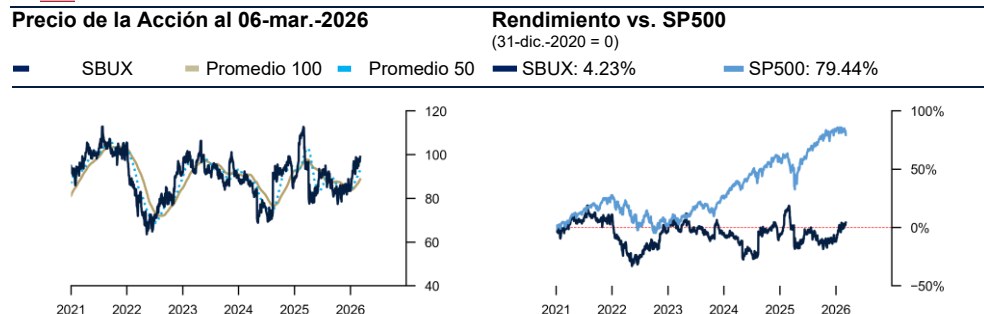 Precio de la Acción al 06-mar.-2026
SBUX Promedio 100 Promedio 50
120
100
80
60
40
2021 2022 2023 2024 2025 2026
Rendimiento vs. SP500
(31-dic.-2020 = 0)
SBUX: 4.23% SP500: 79.44%
100%
50%
0%
−50%
2021 2022 2023 2024 2025 2026